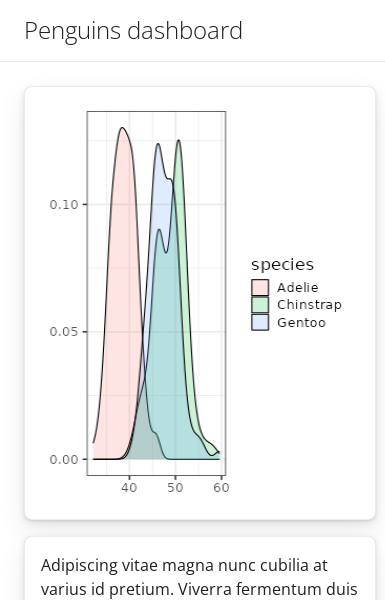 Penguins dashboard
0.10
0.05
0.00
40 50 60
species
Adelie
Chinstrap
Gentoo
Adipiscing vitae magna nunc cubilia at
varius id pretium. Viverra fermentum duis